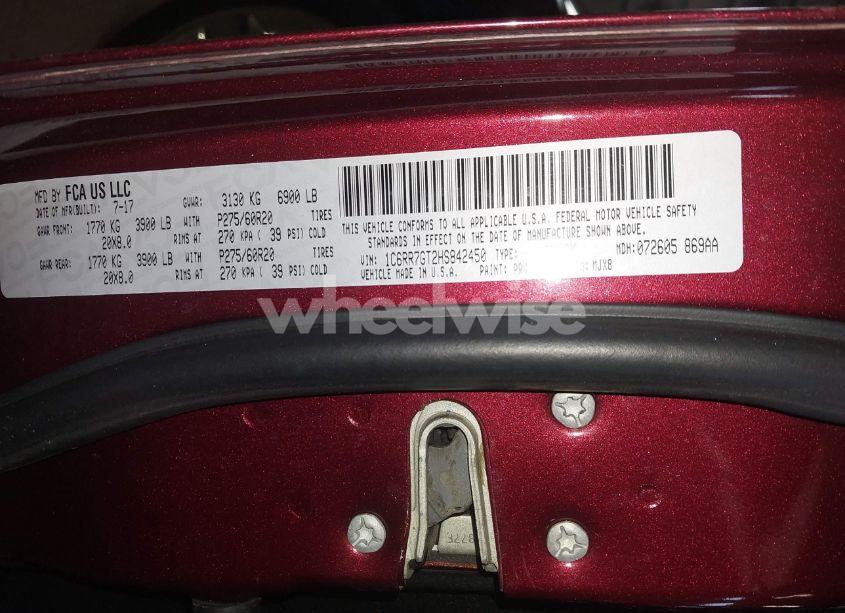 MFD BY FCA US LLC
DATE OF MFR(BUILT): 7-17 GVWR: 3130 KG 6900 LB
GAWR FRONT: 1770 KG 3900 LB WITH P275/60R20 TIRES
20X8.0 RIMS AT 270 KPA ( 39 PSI) COLD
GAWR REAR: 1770 KG 3900 LB WITH P275/60R20 TIRES
20X8.0 RIMS AT 270 KPA ( 39 PSI) COLD
THIS VEHICLE CONFORMS TO ALL APPLICABLE U.S.A. FEDERAL MOTOR VEHICLE SAFETY
STANDARDS IN EFFECT ON THE DATE OF MANUFACTURE SHOWN ABOVE.
VIN: 1C6RR7GT2HS842450 TYPE: MDH: 072605 869AA
VEHICLE MADE IN U.S.A. PAINT: MJX8
wheelwise